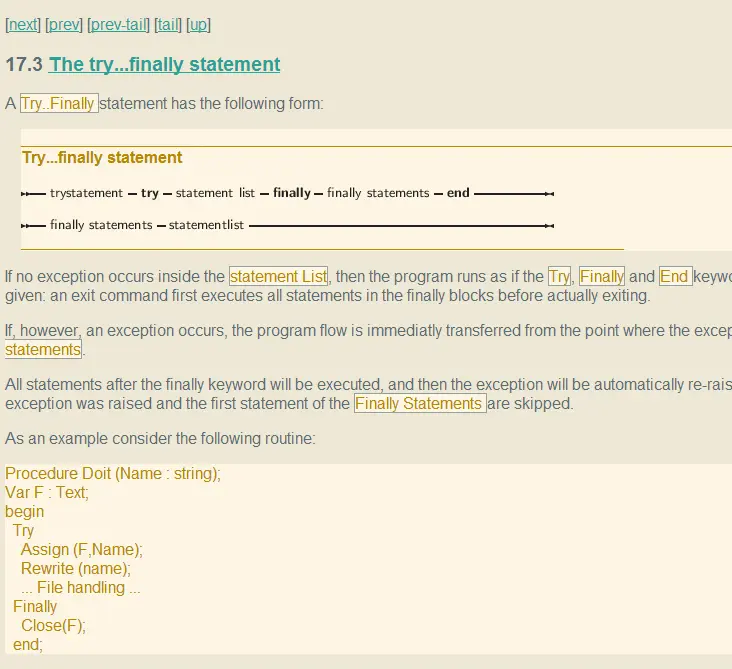 [next] [prev] [prev-tail] [tail] [up]
17.3 The try...finally statement
A Try..Finally statement has the following form:
Try...finally statement
trystatement try statement list finally finally statements end
finally statements statementlist
If no exception occurs inside the statement List, then the program runs as if the Try, Finally and End
given: an exit command first executes all statements in the finally blocks before actually exiting.
If, however, an exception occurs, the program flow is immediatly transferred from the point where the
statements.
All statements after the finally keyword will be executed, and then the exception will be automatically
exception was raised and the first statement of the Finally Statements are skipped.
As an example consider the following routine:
Procedure Doit (Name : string);
Var F : Text;
begin
Try
Assign (F,Name);
Rewrite (name);
... File handling ...
Finally
Close(F);
end;